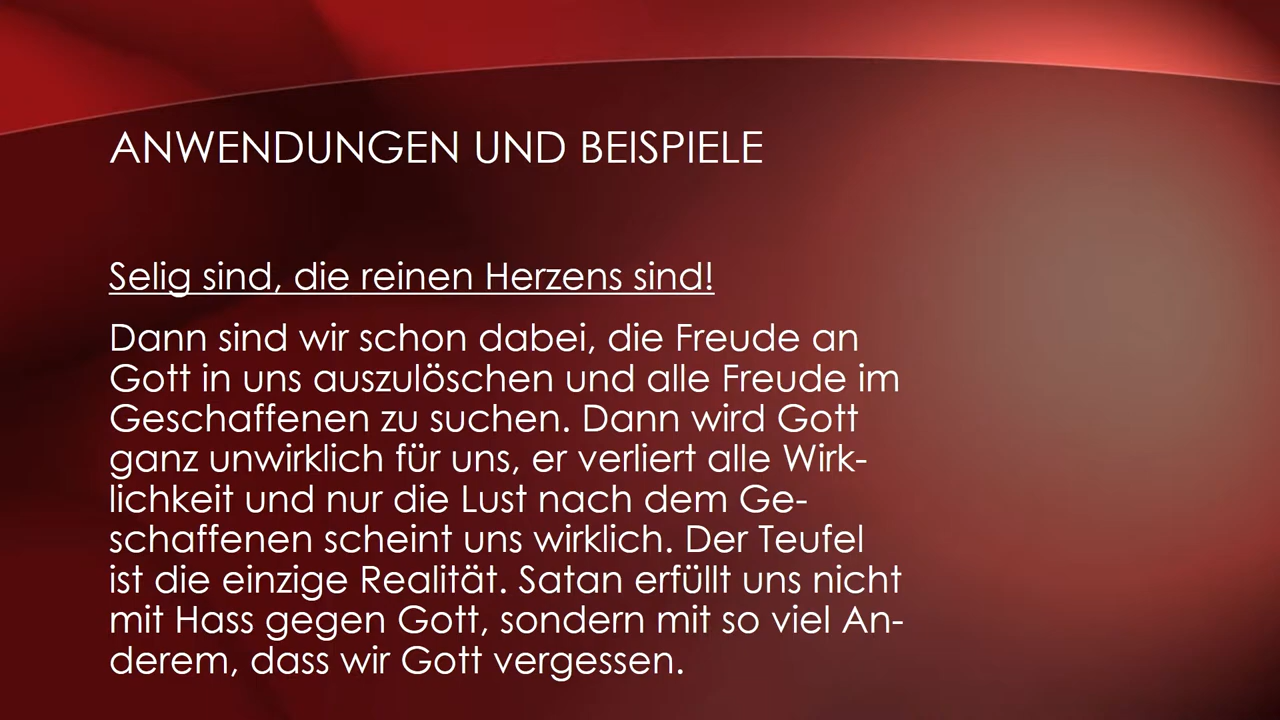 ANWENDUNGEN UND BEISPIELE
Selig sind, die reinen Herzens sind!
Dann sind wir schon dabei, die Freude an
Gott in uns auszulöschen und alle Freude im
Geschaffenen zu suchen. Dann wird Gott
ganz unwirklich für uns, er verliert alle Wirk-
lichkeit und nur die Lust nach dem Ge-
schaffenen scheint uns wirklich. Der Teufel
ist die einzige Realität. Satan erfüllt uns nicht
mit Hass gegen Gott, sondern mit so viel An-
derem, dass wir Gott vergessen.